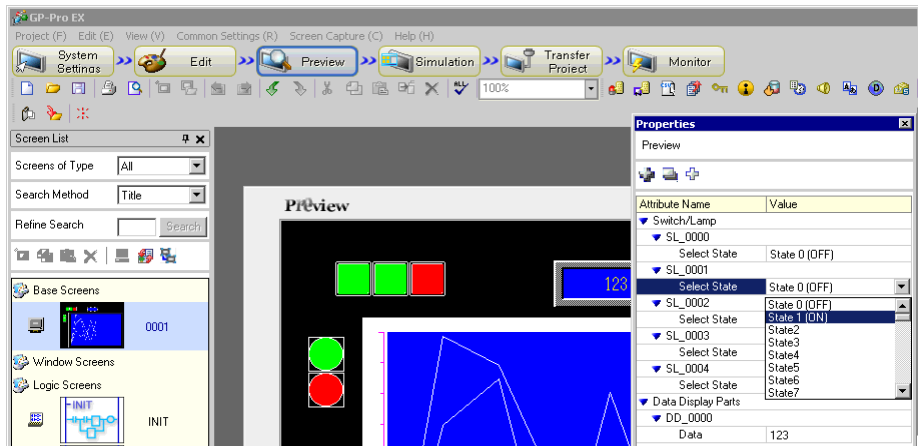 GP-Pro EX
Project (F) Edit (E) View (V) Common Settings (R) Screen Capture (C) Help (H)
System Settings
Edit
Preview
Simulation
Transfer Project
Monitor
100%
Screen List
Screens of Type All
Search Method Title
Refine Search Search
Base Screens
0001
Window Screens
Logic Screens
INIT
INIT
Preview
123
Properties
Preview
Attribute Name Value
Switch/Lamp
SL_0000
Select State State 0 (OFF)
SL_0001
Select State State 0 (OFF)
SL_0002 State 0 (OFF)
Select State State 1 (ON)
State2
SL_0003 State3
Select State State4
SL_0004 State5
Select State State6
Data Display Parts State7
DD_0000
Data 123